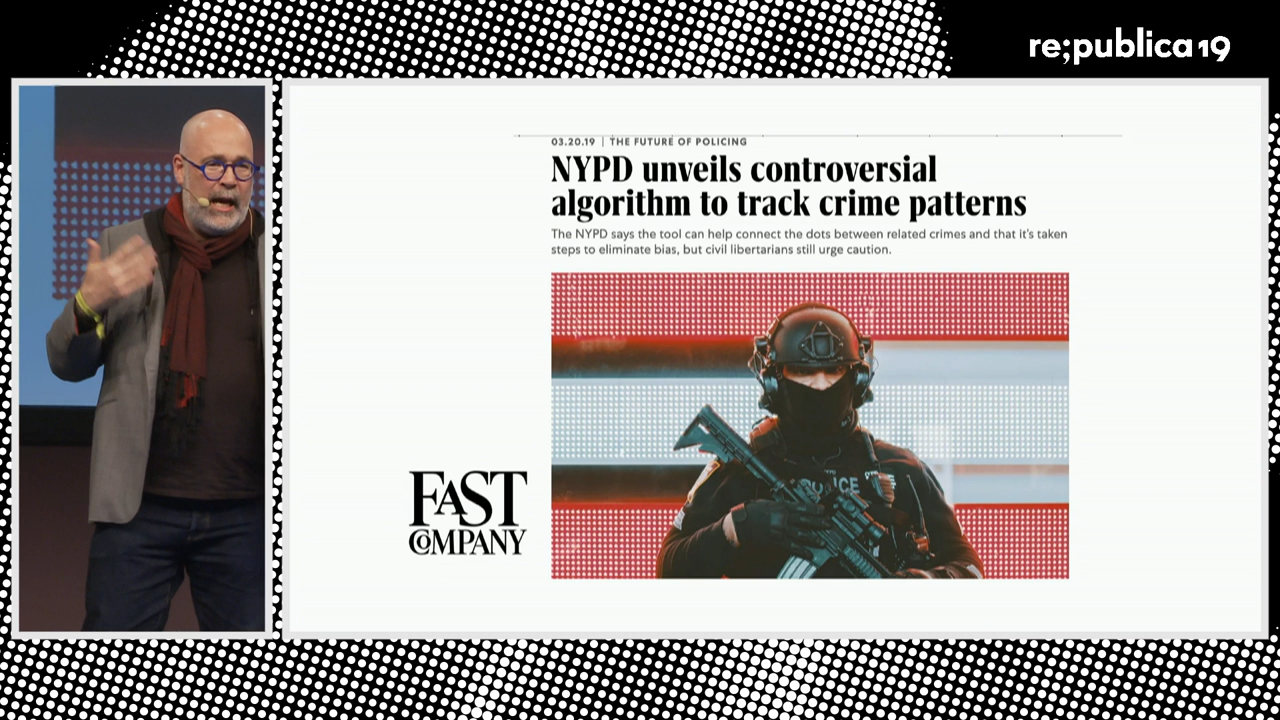 re;publica 19
03.20.19 | THE FUTURE OF POLICING
NYPD unveils controversial
algorithm to track crime patterns
The NYPD says the tool can help connect the dots between related crimes and that it's taken
steps to eliminate bias, but civil libertarians still urge caution.
POLICE
FAST
COMPANY